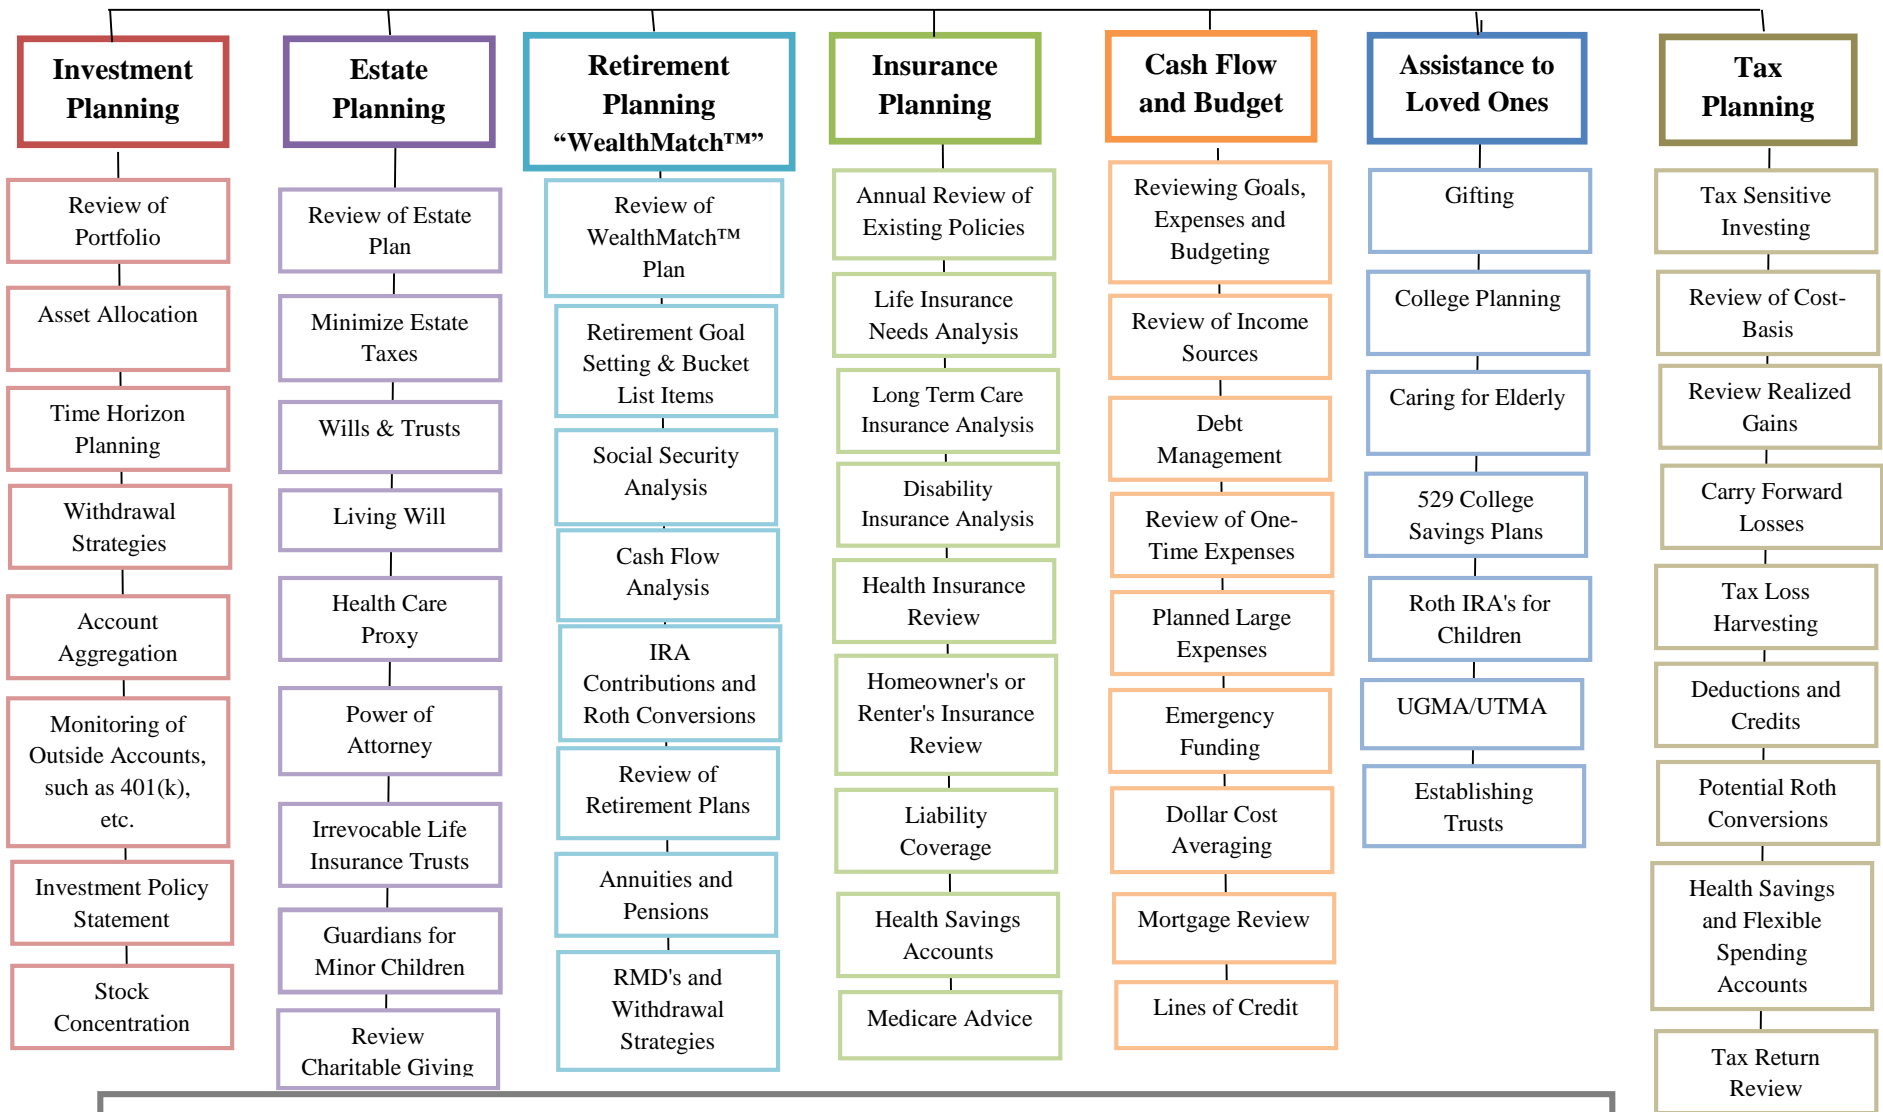 Investment
Planning
Review of
Portfolio
Asset Allocation
Time Horizon
Planning
Withdrawal
Strategies
Account
Aggregation
Monitoring of
Outside Accounts,
such as 401(k),
etc.
Investment Policy
Statement
Stock
Concentration
Estate
Planning
Review of Estate
Plan
Minimize Estate
Taxes
Wills & Trusts
Living Will
Health Care
Proxy
Power of
Attorney
Irrevocable Life
Insurance Trusts
Guardians for
Minor Children
Review
Charitable Giving
Retirement
Planning
“WealthMatch™”
Review of
WealthMatch™
Plan
Retirement Goal
Setting & Bucket
List Items
Social Security
Analysis
Cash Flow
Analysis
IRA
Contributions and
Roth Conversions
Review of
Retirement Plans
Annuities and
Pensions
RMD's and
Withdrawal
Strategies
Insurance
Planning
Annual Review of
Existing Policies
Life Insurance
Needs Analysis
Long Term Care
Insurance Analysis
Disability
Insurance Analysis
Health Insurance
Review
Homeowner's or
Renter's Insurance
Review
Liability
Coverage
Health Savings
Accounts
Medicare Advice
Cash Flow
and Budget
Reviewing Goals,
Expenses and
Budgeting
Review of Income
Sources
Debt
Management
Review of One-
Time Expenses
Planned Large
Expenses
Emergency
Funding
Dollar Cost
Averaging
Mortgage Review
Lines of Credit
Assistance to
Loved Ones
Gifting
College Planning
Caring for Elderly
529 College
Savings Plans
Roth IRA's for
Children
UGMA/UTMA
Establishing
Trusts
Tax
Planning
Tax Sensitive
Investing
Review of Cost-
Basis
Review Realized
Gains
Carry Forward
Losses
Tax Loss
Harvesting
Deductions and
Credits
Potential Roth
Conversions
Health Savings
and Flexible
Spending
Accounts
Tax Return
Review